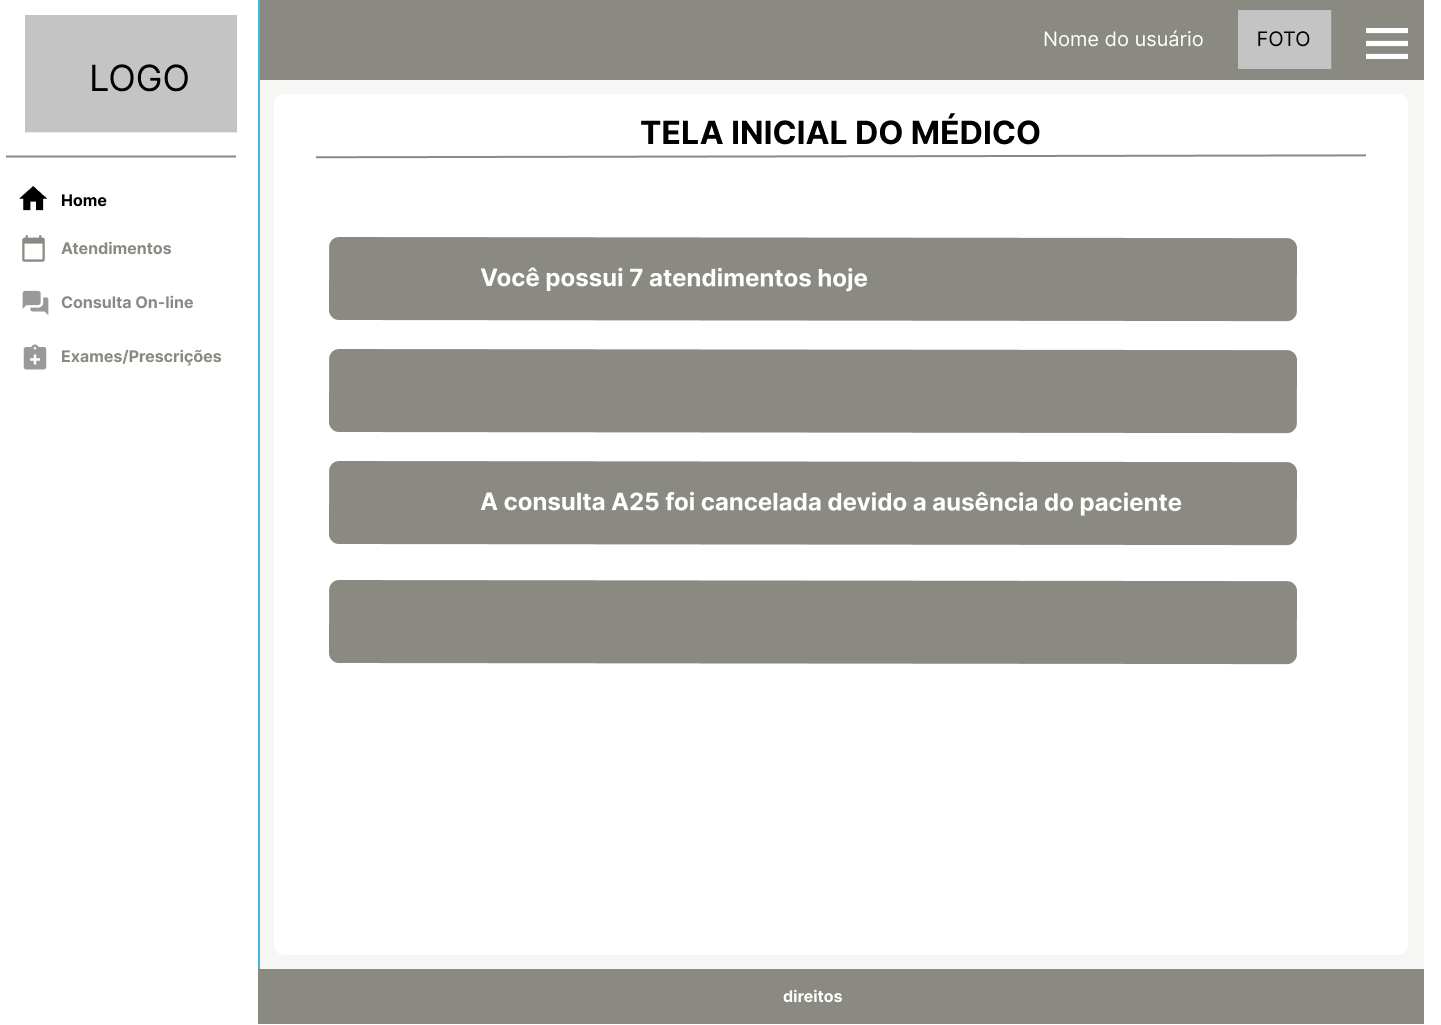 LOGO
Nome do usuário
FOTO
TELA INICIAL DO MÉDICO
Home
Atendimentos
Consulta On-line
Exames/Prescrições
Você possui 7 atendimentos hoje
A consulta A25 foi cancelada devido a ausência do paciente
direitos